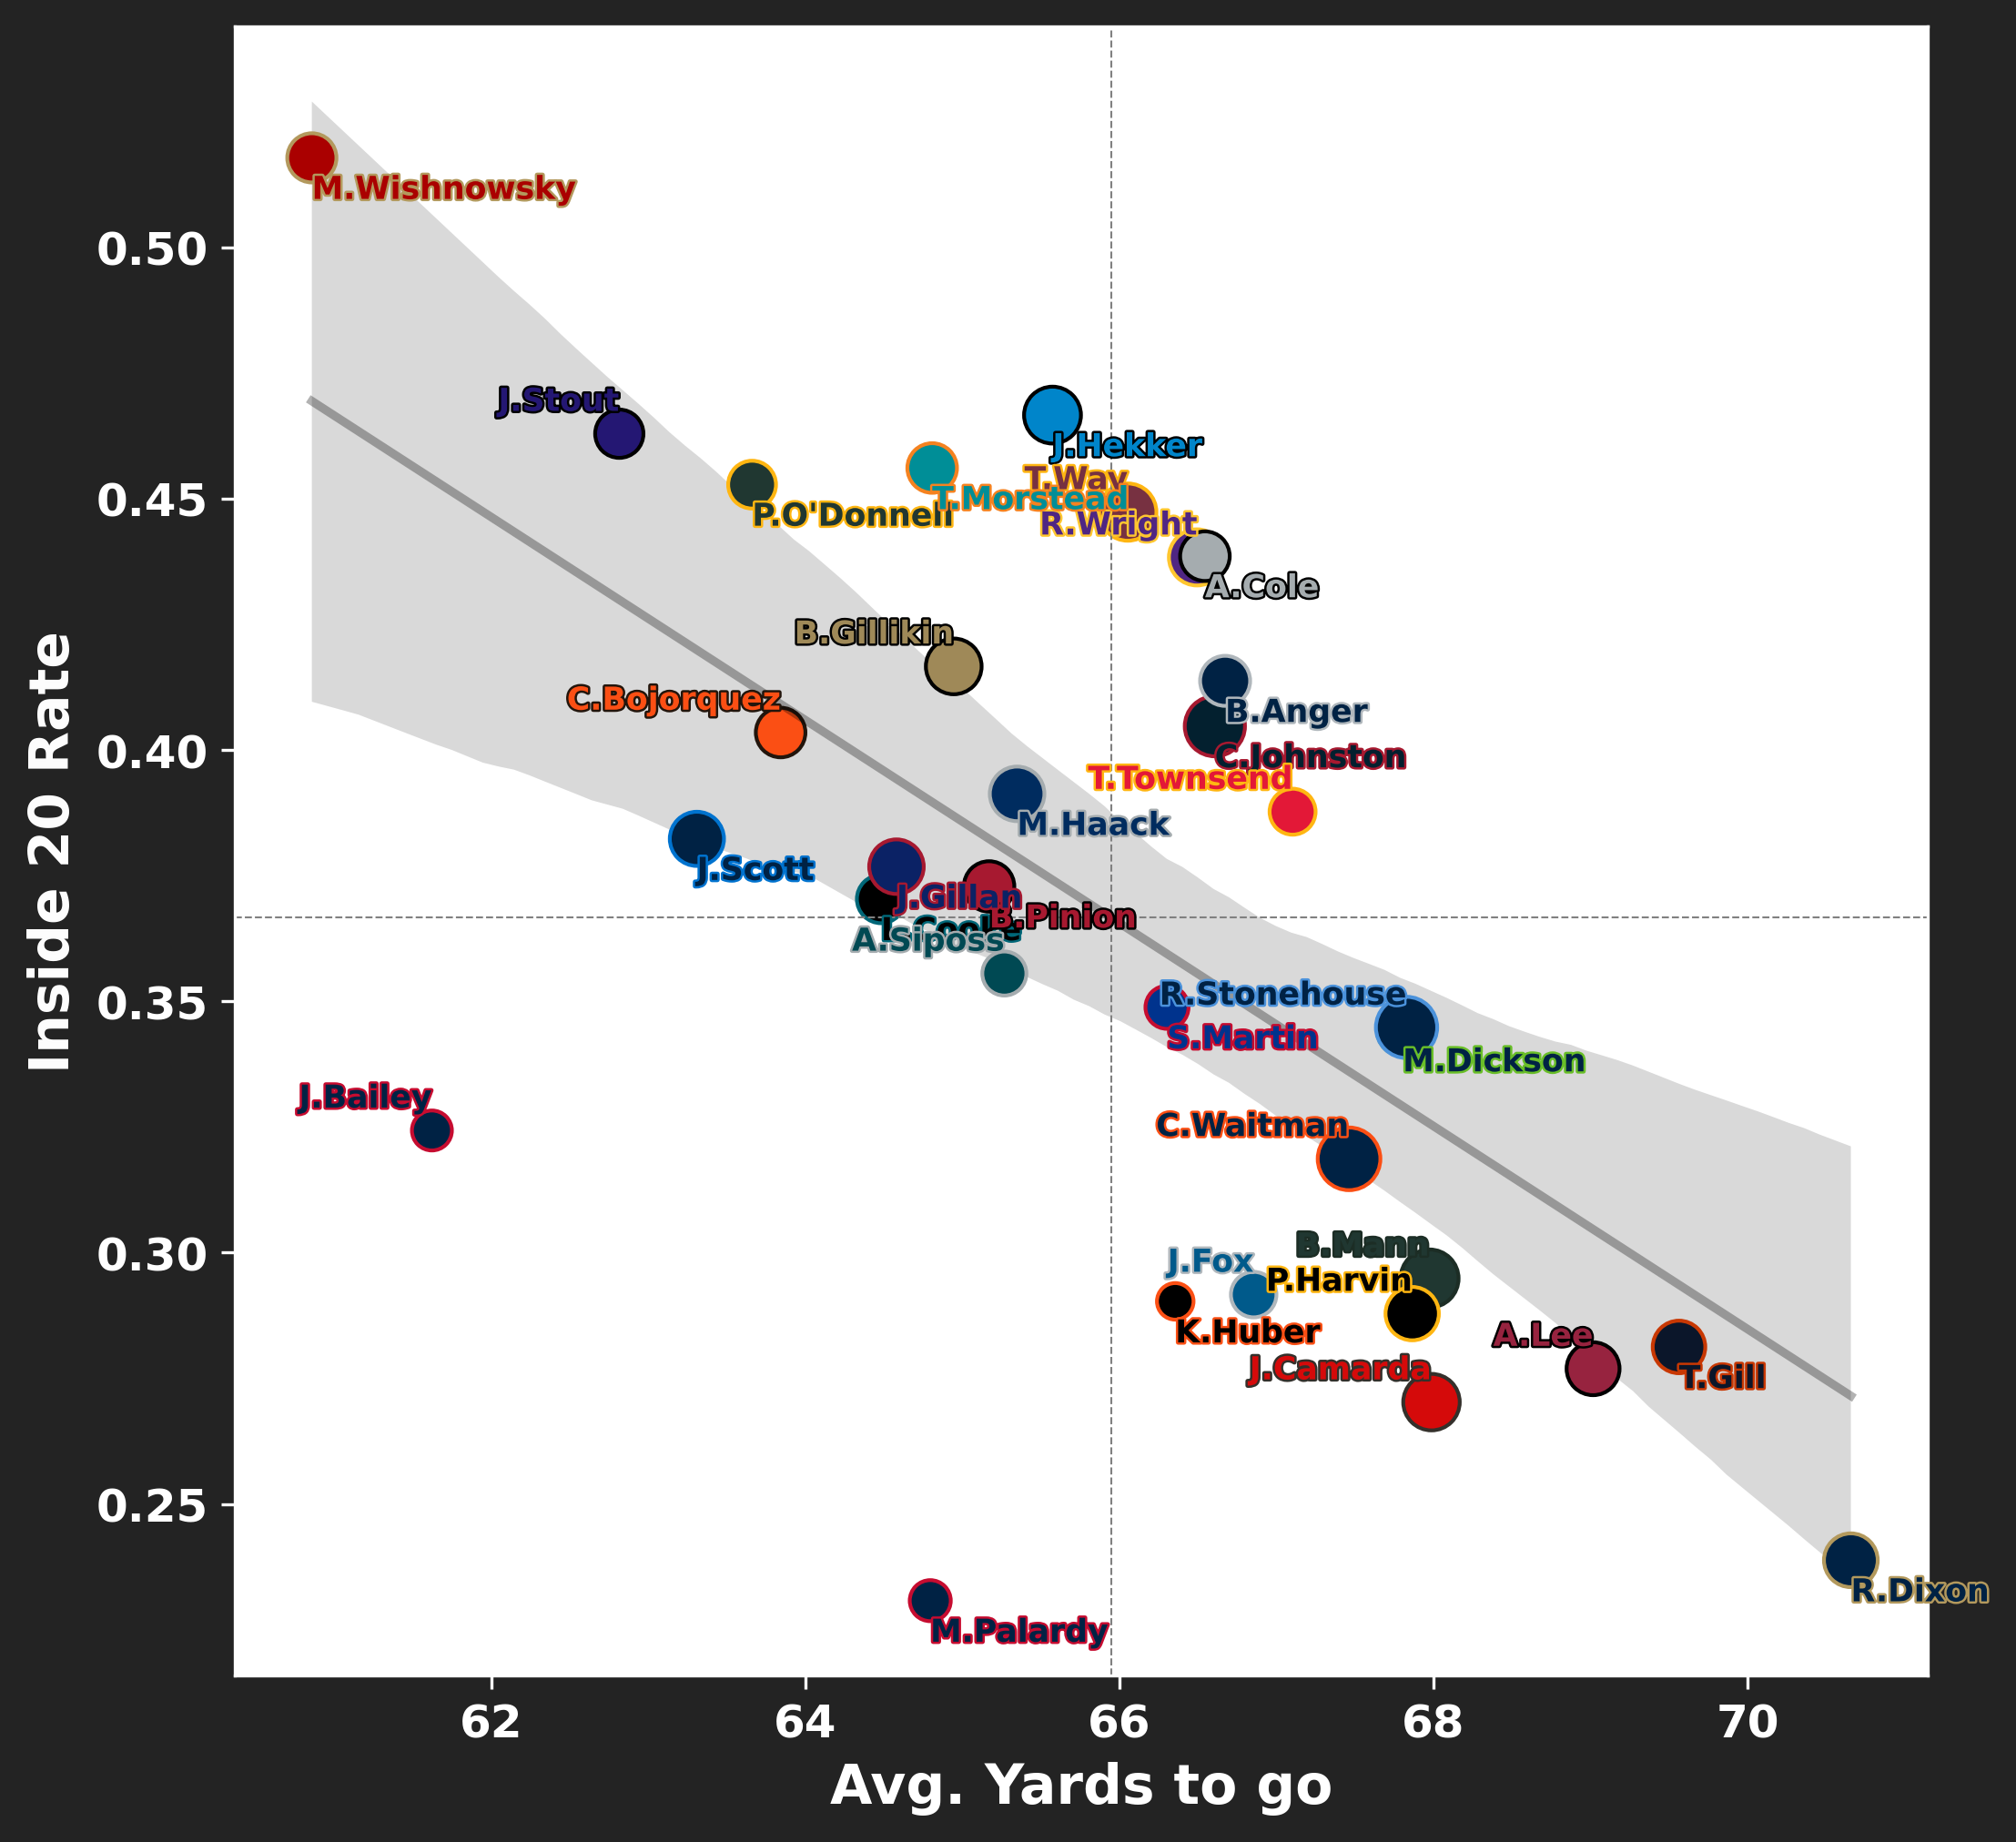 Inside 20 Rate
0.50
0.45
0.40
0.35
0.30
0.25
M.Wishnowsky
J.Stout
J.Hekker
T.Way
T.Morstead
P.O'Donnell
R.Wright
A.Cole
B.Gillikin
C.Bojorquez
B.Anger
C.Johnston
T.Townsend
M.Haack
J.Scott
J.Gillan
B.Pinion
A.Siposs
R.Stonehouse
S.Martin
M.Dickson
J.Bailey
C.Waitman
B.Mann
J.Fox
P.Harvin
K.Huber
A.Lee
J.Camarda
T.Gill
R.Dixon
M.Palardy
62
64
66
68
70
Avg. Yards to go